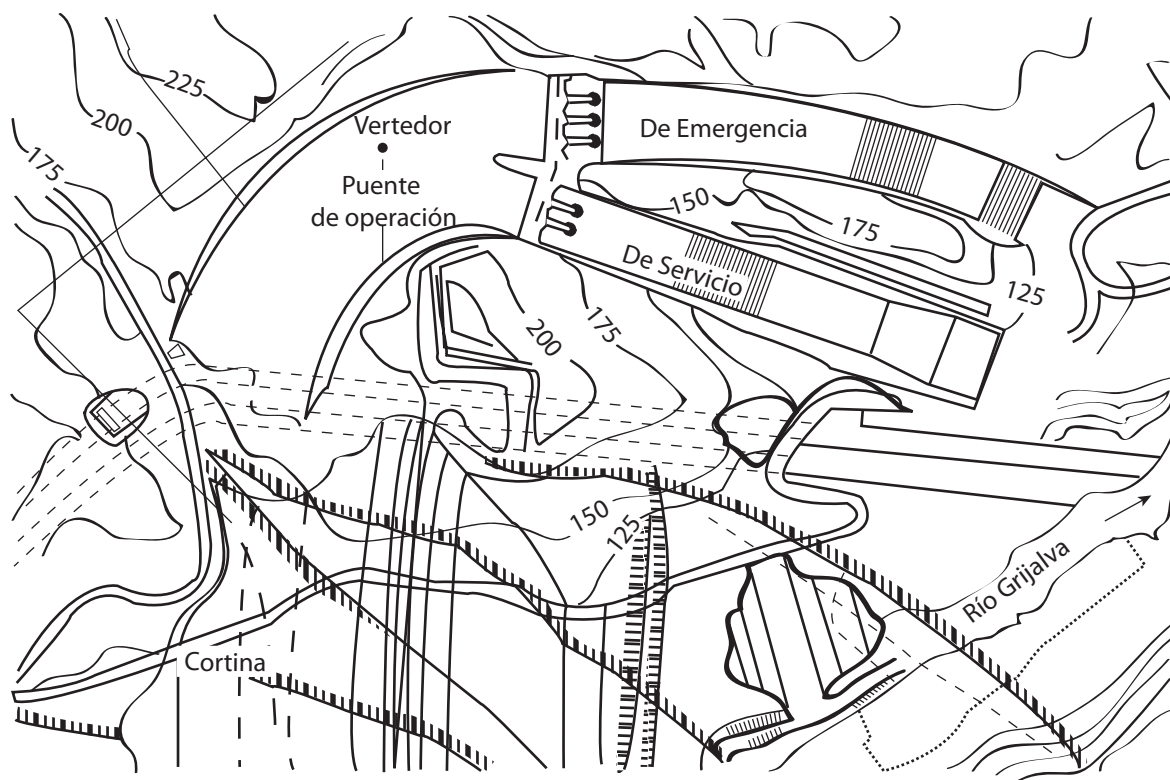 225
200
175
Vertedor
Puente
de operación
De Emergencia
150
175
De Servicio
125
200
175
150
125
Río Grijalva
Cortina